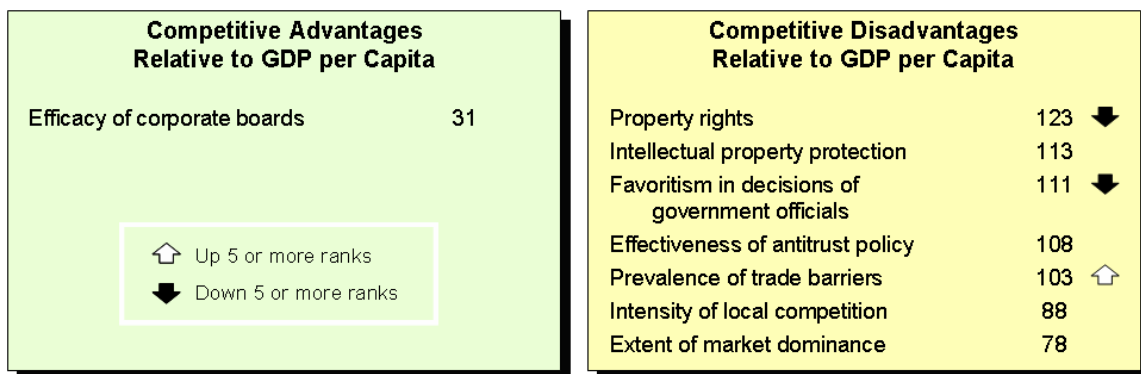 Competitive Advantages
Relative to GDP per Capita
Efficacy of corporate boards 31
Up 5 or more ranks
Down 5 or more ranks
Competitive Disadvantages
Relative to GDP per Capita
Property rights 123
Intellectual property protection 113
Favoritism in decisions of 111
government officials
Effectiveness of antitrust policy 108
Prevalence of trade barriers 103
Intensity of local competition 88
Extent of market dominance 78